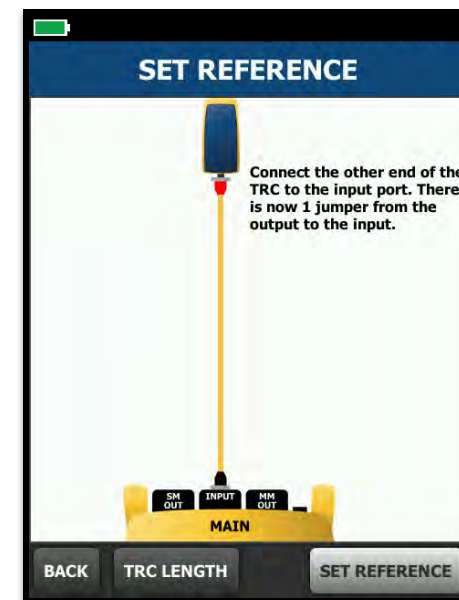 SET REFERENCE
Connect the other end of the
TRC to the input port. There
is now 1 jumper from the
output to the input.
SM OUT
INPUT
MM OUT
MAIN
BACK
TRC LENGTH
SET REFERENCE